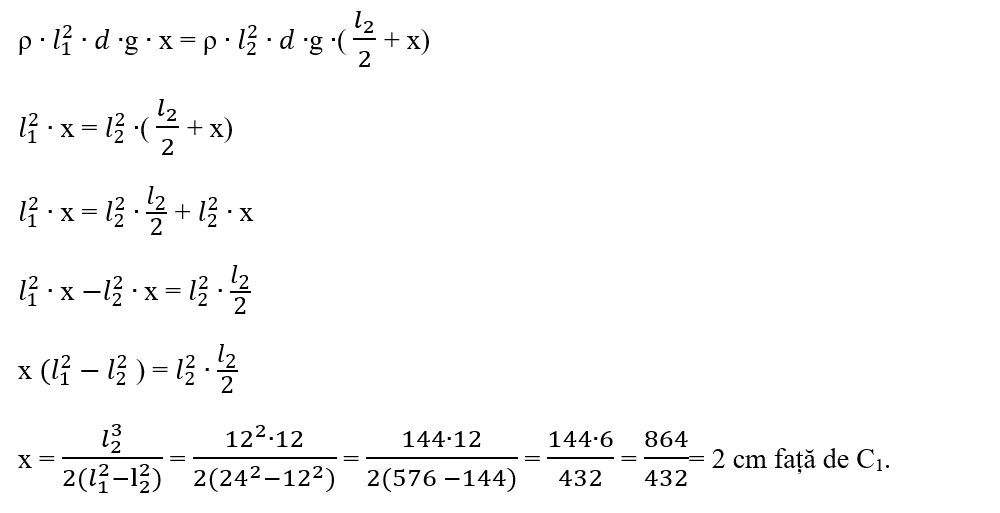 ρ · l₁² · d ·g · x = ρ · l₂² · d ·g ·( l₂/2 + x)
l₁² · x = l₂² ·( l₂/2 + x)
l₁² · x = l₂² · l₂/2 + l₂² · x
l₁² · x −l₂² · x = l₂² · l₂/2
x (l₁² − l₂² ) = l₂² · l₂/2
x = l₂³/2(l₁²−l₂²) = 12²·12/2(24²−12²) = 144·12/2(576 −144) = 144·6/432 = 864/432= 2 cm față de C₁.